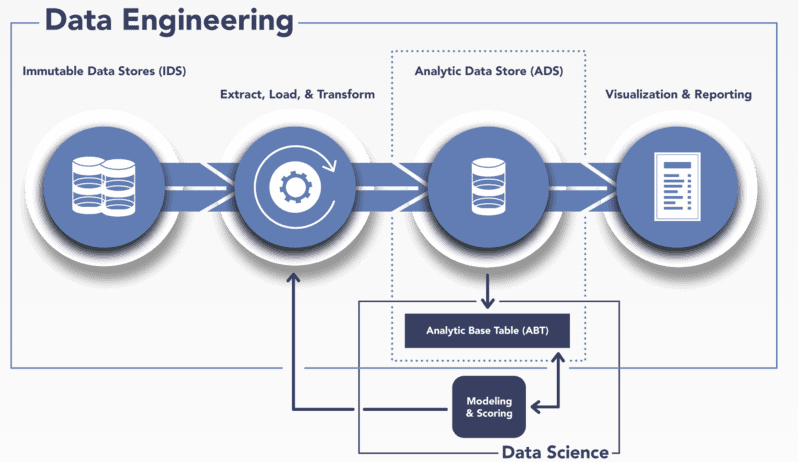 Data Engineering
Immutable Data Stores (IDS)
Extract, Load, & Transform
Analytic Data Store (ADS)
Visualization & Reporting
Analytic Base Table (ABT)
Modeling
& Scoring
Data Science